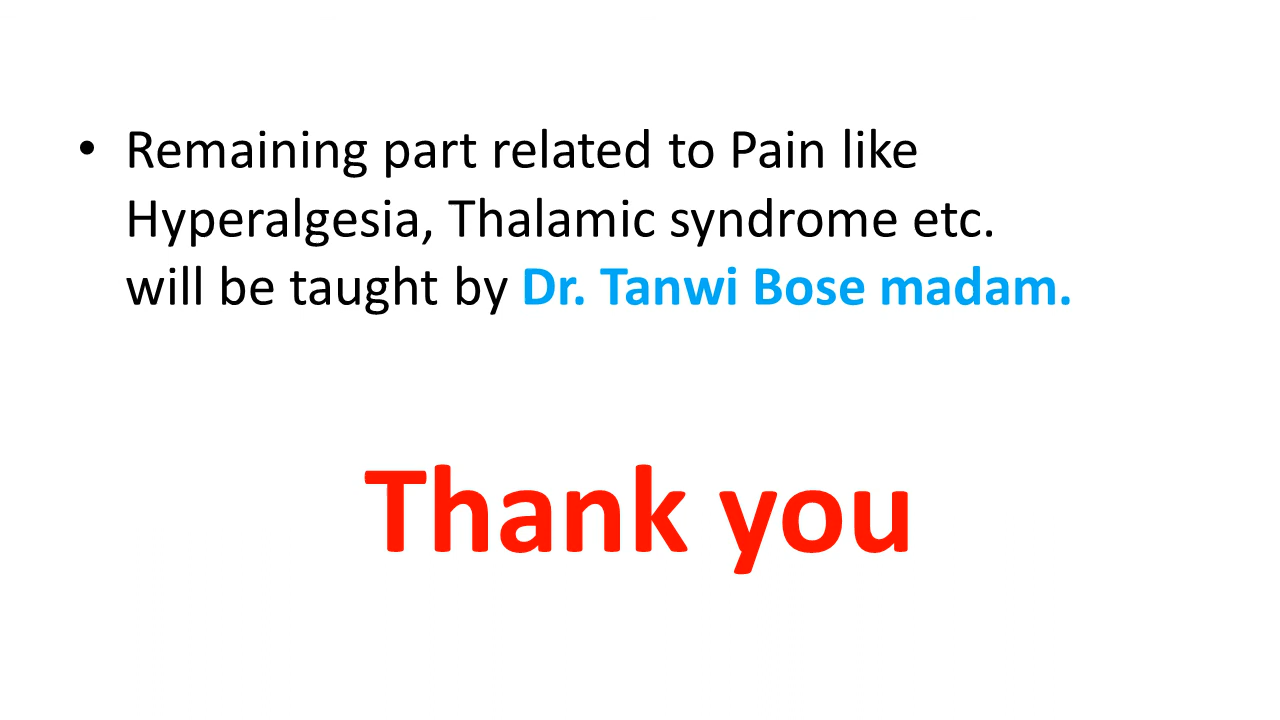 • Remaining part related to Pain like
Hyperalgesia, Thalamic syndrome etc.
will be taught by Dr. Tanwi Bose madam.
Thank you